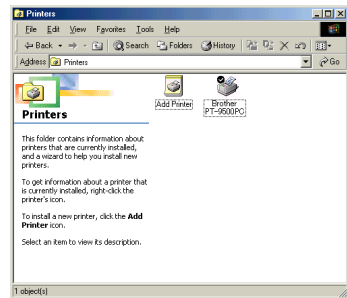 Printers
File Edit View Favorites Tools Help
Back Search Folders History
Address Printers Go
Add Printer
Brother
PT-9500PC
Printers
This folder contains information about
printers that are currently installed,
and a wizard to help you install new
printers.
To get information about a printer that
is currently installed, right-click the
printer's icon.
To install a new printer, click the Add
Printer icon.
Select an item to view its description.
1 object(s)